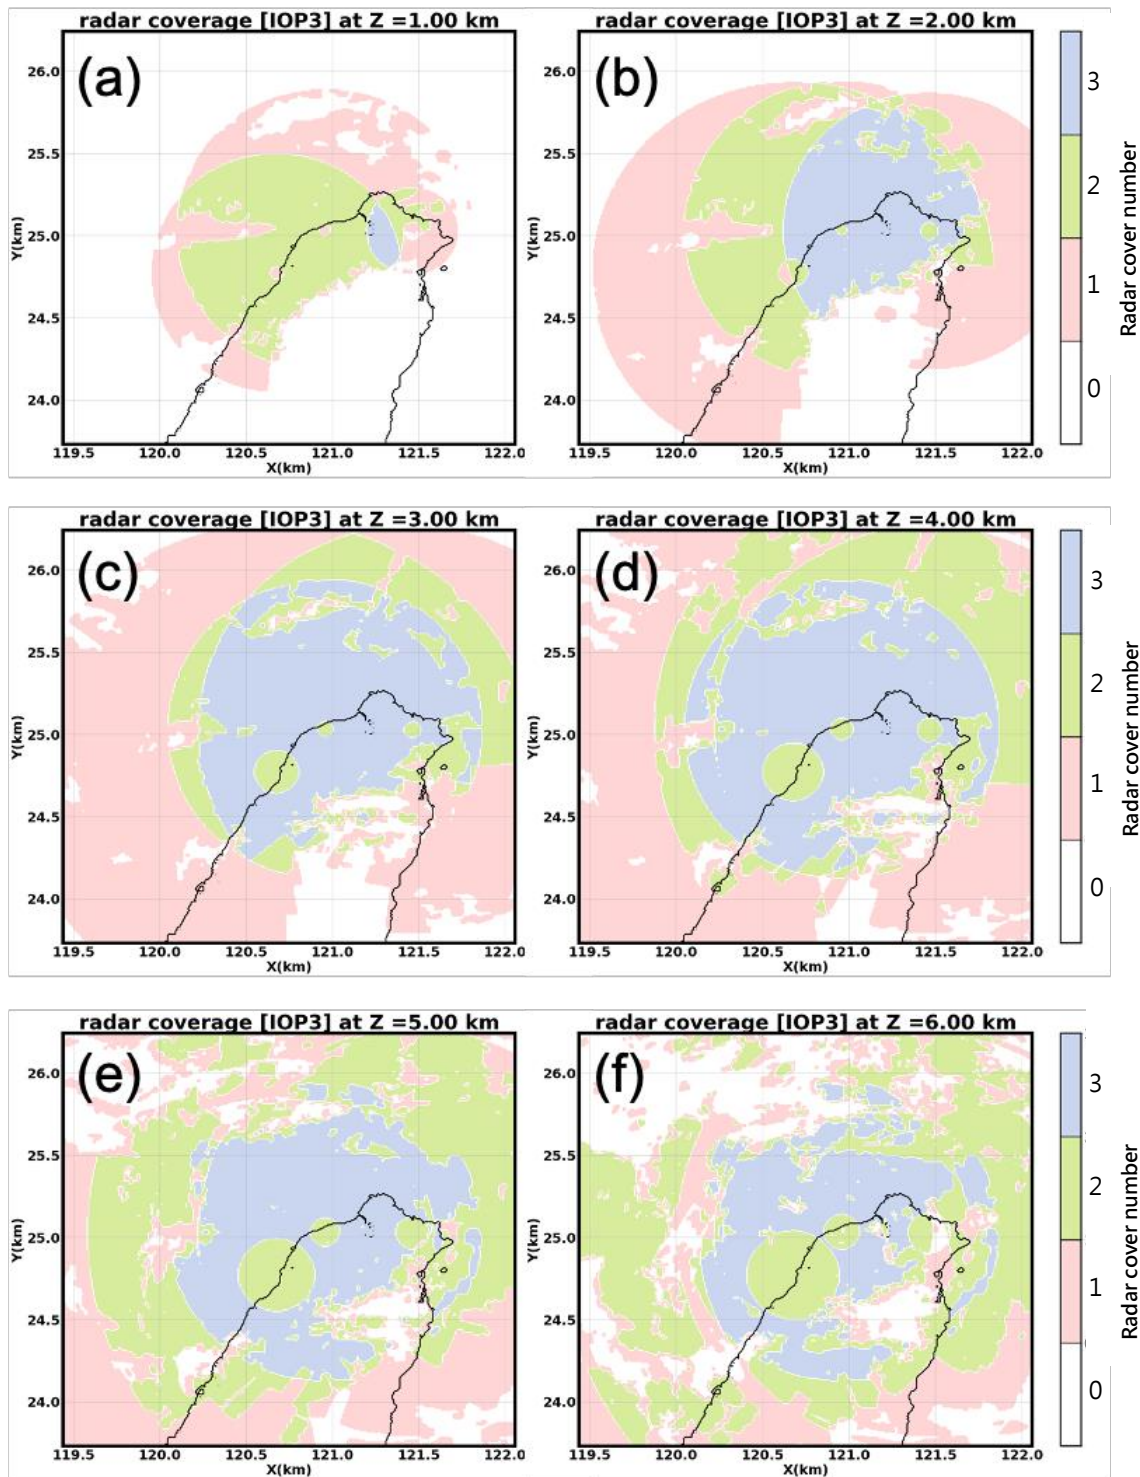 radar coverage [IOP3] at Z =1.00 km
(a)
26.0
25.5
25.0
24.5
24.0
Y(km)
119.5 120.0 120.5 121.0 121.5 122.0
X(km)
radar coverage [IOP3] at Z =2.00 km
(b)
26.0
25.5
25.0
24.5
24.0
Y(km)
119.5 120.0 120.5 121.0 121.5 122.0
X(km)
3
2
1
0
Radar cover number
radar coverage [IOP3] at Z =3.00 km
(c)
26.0
25.5
25.0
24.5
24.0
Y(km)
119.5 120.0 120.5 121.0 121.5 122.0
X(km)
radar coverage [IOP3] at Z =4.00 km
(d)
26.0
25.5
25.0
24.5
24.0
Y(km)
119.5 120.0 120.5 121.0 121.5 122.0
X(km)
3
2
1
0
Radar cover number
radar coverage [IOP3] at Z =5.00 km
(e)
26.0
25.5
25.0
24.5
24.0
Y(km)
119.5 120.0 120.5 121.0 121.5 122.0
X(km)
radar coverage [IOP3] at Z =6.00 km
(f)
26.0
25.5
25.0
24.5
24.0
Y(km)
119.5 120.0 120.5 121.0 121.5 122.0
X(km)
3
2
1
0
Radar cover number